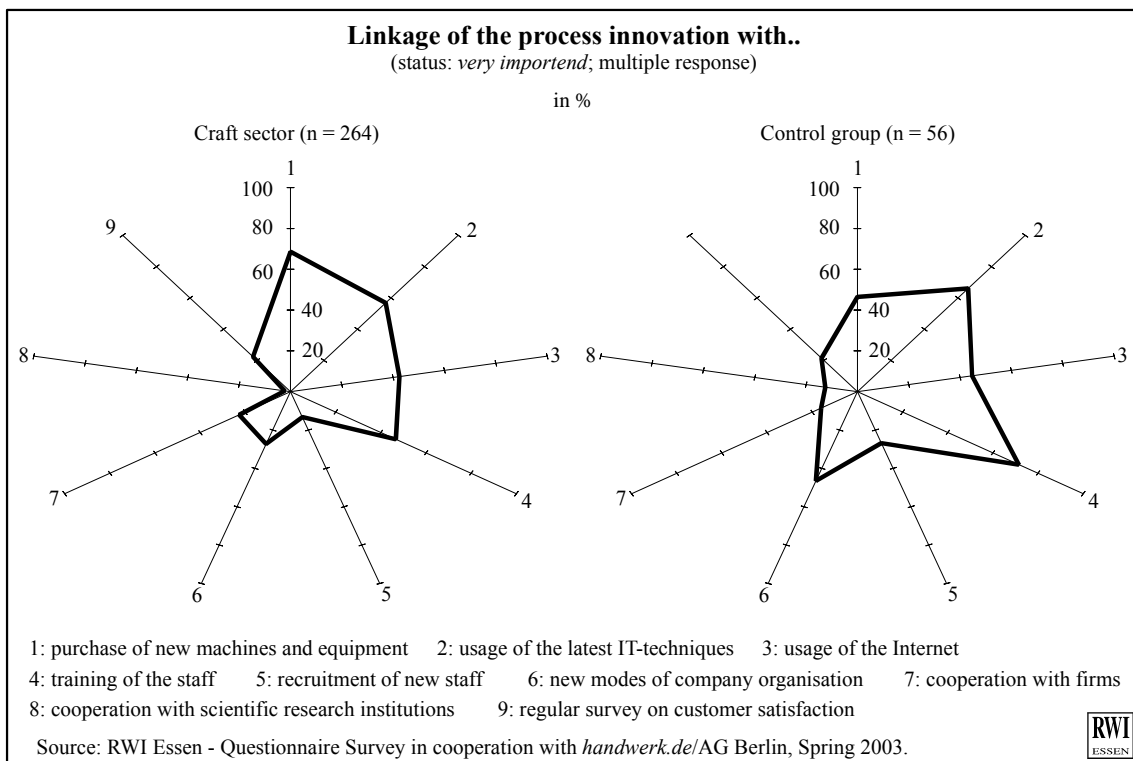 Linkage of the process innovation with..
(status: very importend; multiple response)
in %
Craft sector (n = 264)
1
100
80
60
40
20
2
3
4
5
6
7
8
9
Control group (n = 56)
1
100
80
60
40
20
2
3
4
5
6
7
8
1: purchase of new machines and equipment 2: usage of the latest IT-techniques 3: usage of the Internet
4: training of the staff 5: recruitment of new staff 6: new modes of company organisation 7: cooperation with firms
8: cooperation with scientific research institutions 9: regular survey on customer satisfaction
Source: RWI Essen - Questionnaire Survey in cooperation with handwerk.de/AG Berlin, Spring 2003.
RWI
ESSEN